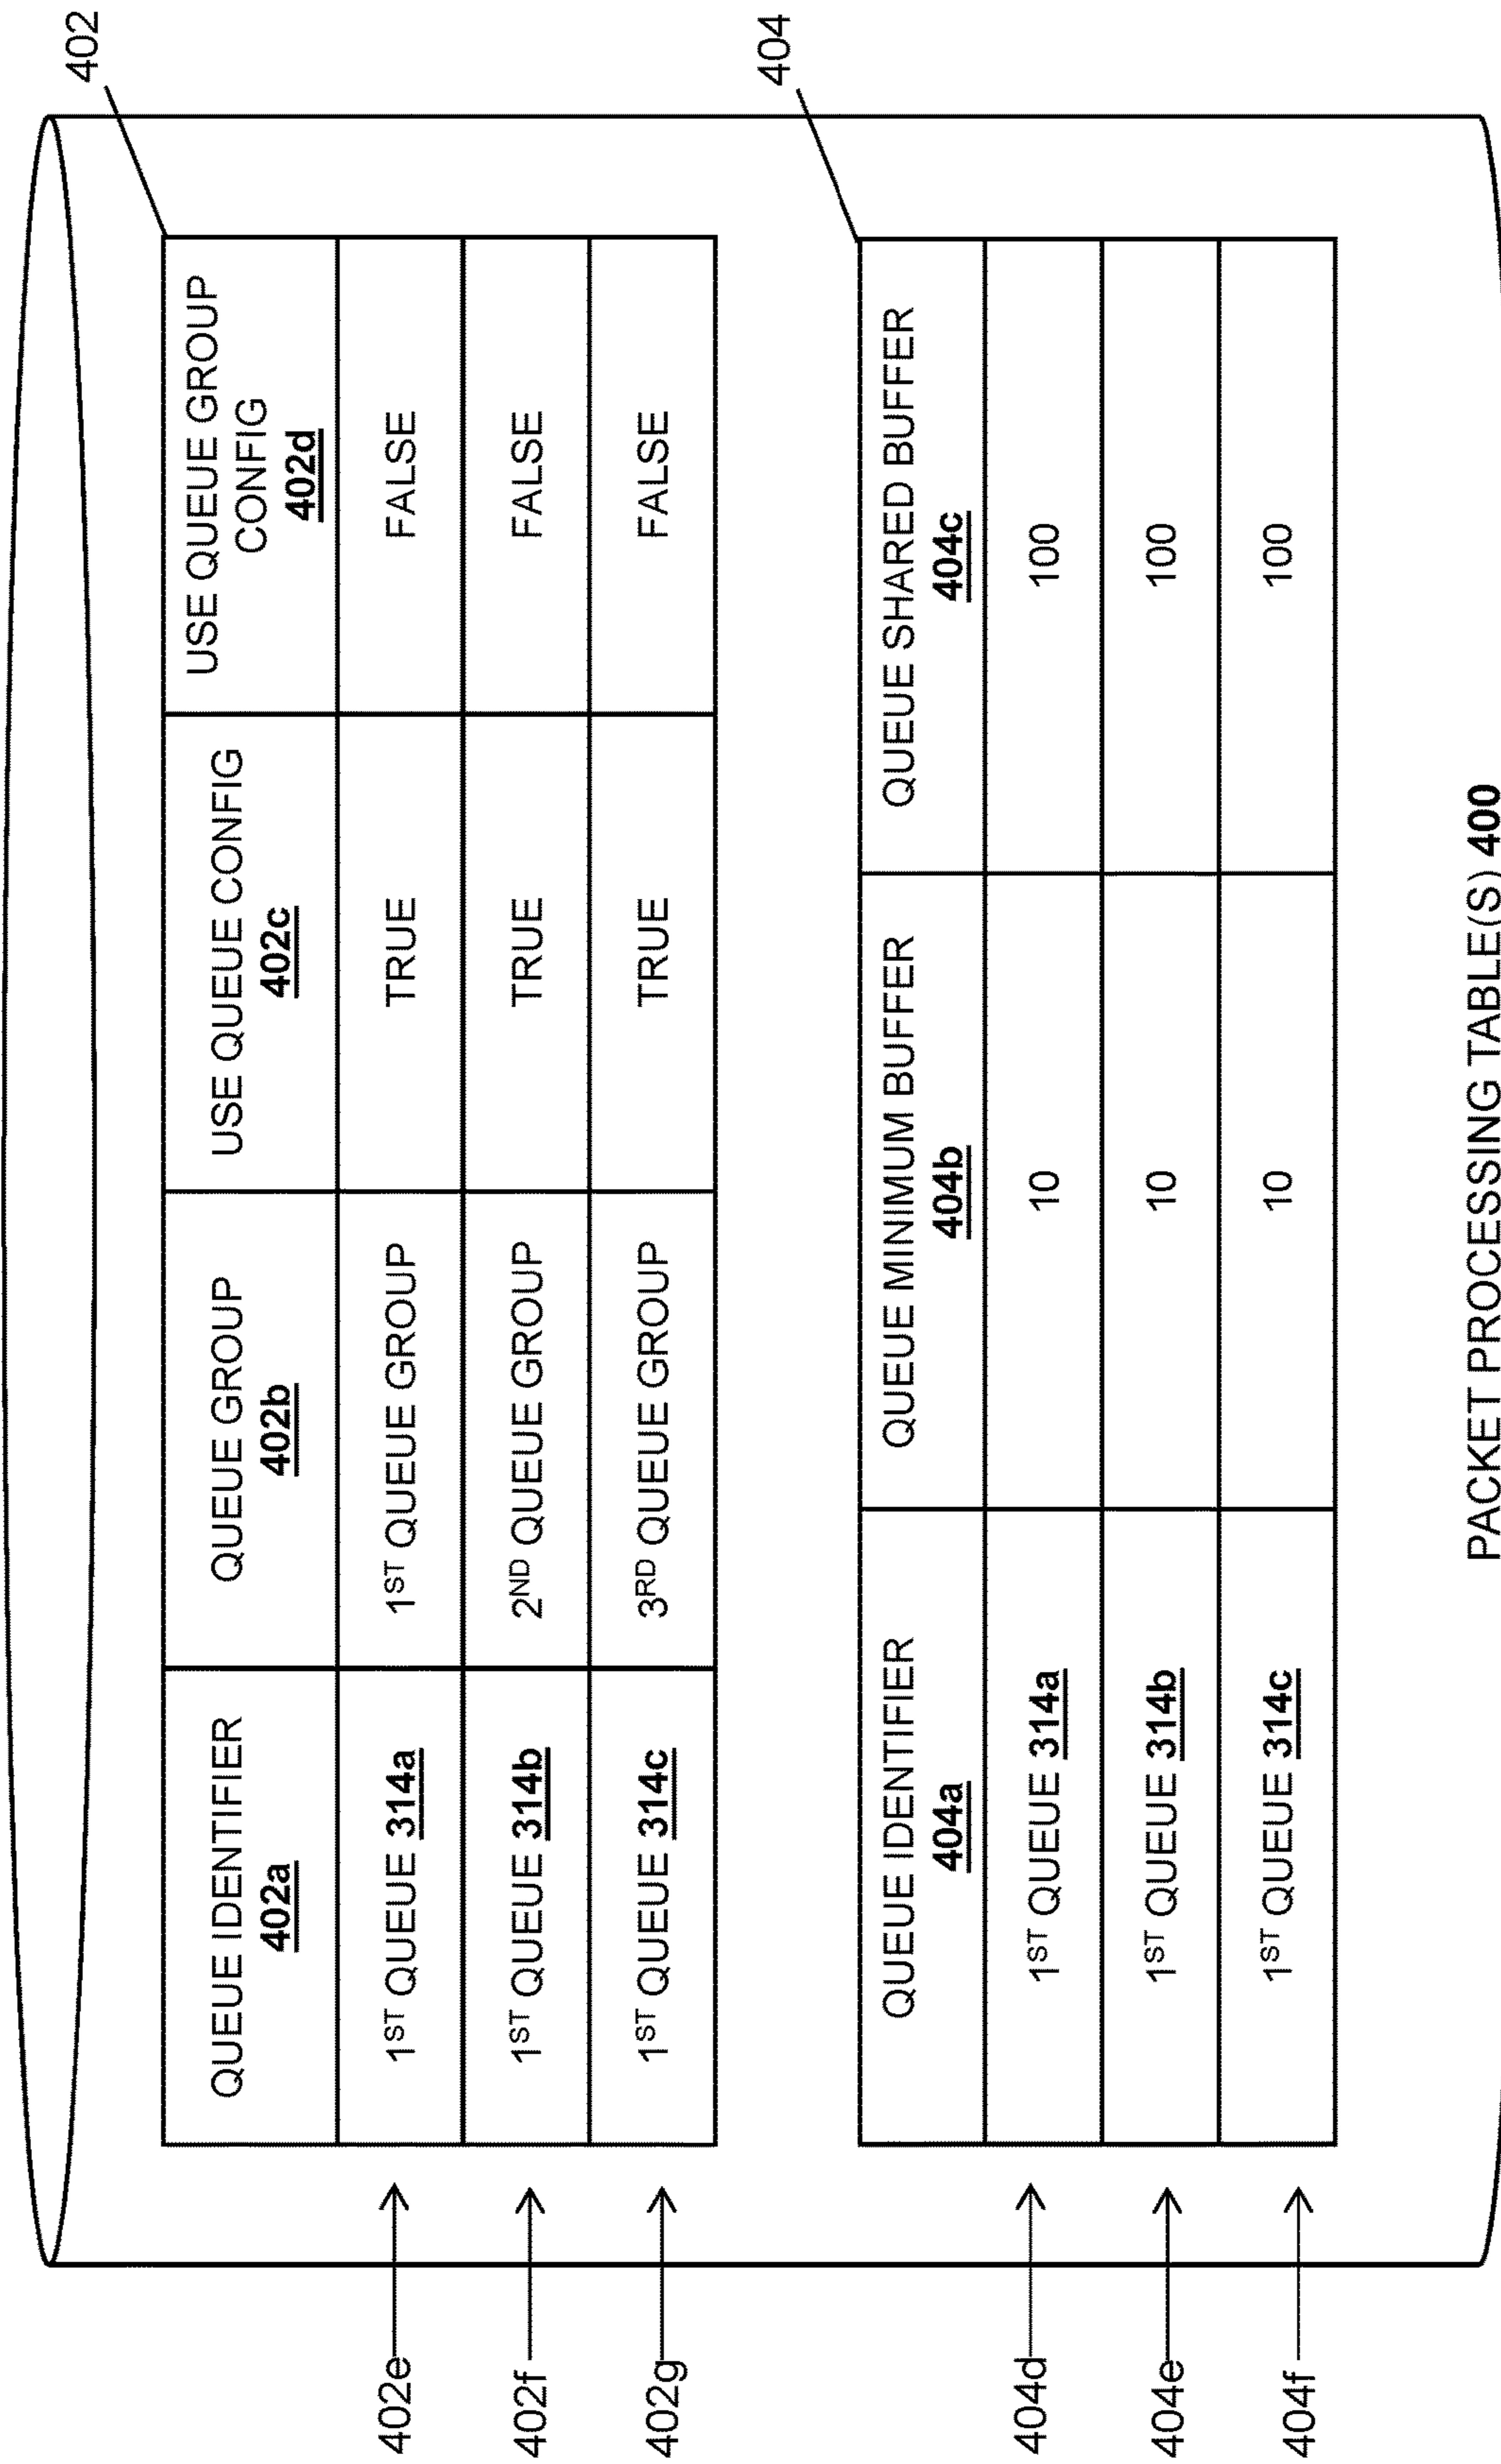 402
QUEUE IDENTIFIER 402a QUEUE GROUP 402b USE QUEUE CONFIG 402c USE QUEUE GROUP CONFIG 402d
402e 1ST QUEUE 314a 1ST QUEUE GROUP TRUE FALSE
402f 1ST QUEUE 314b 2ND QUEUE GROUP TRUE FALSE
402g 1ST QUEUE 314c 3RD QUEUE GROUP TRUE FALSE
404
QUEUE IDENTIFIER 404a QUEUE MINIMUM BUFFER 404b QUEUE SHARED BUFFER 404c
404d 1ST QUEUE 314a 10 100
404e 1ST QUEUE 314b 10 100
404f 1ST QUEUE 314c 10 100
PACKET PROCESSING TABLE(S) 400